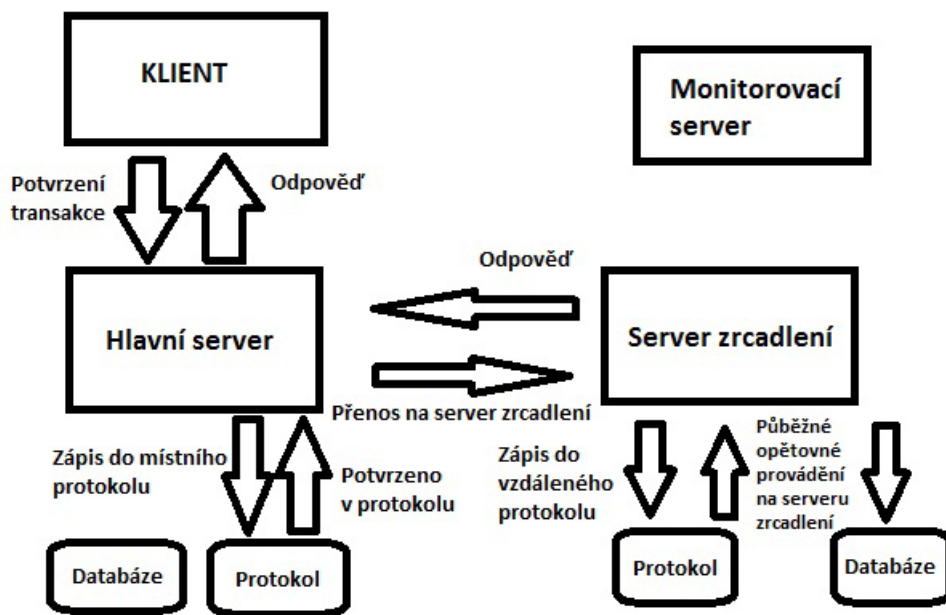 KLIENT
Monitorovací
server
Potvrzení
transakce
Odpověď
Odpověď
Hlavní server
Server zrcadlení
Přenos na server zrcadlení
Zápis do místního
protokolu
Potvrzeno
v protokolu
Zápis do
vzdáleného
protokolu
Půběžné
opětovné
provádění
na serveru
zrcadlení
Databáze
Protokol
Protokol
Databáze